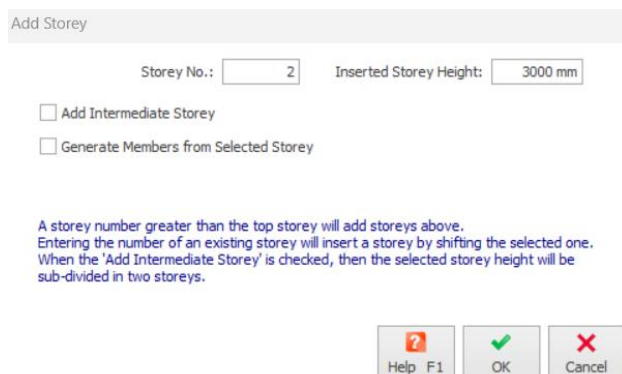 Add Storey
Storey No.: 2 Inserted Storey Height: 3000 mm
Add Intermediate Storey
Generate Members from Selected Storey
A storey number greater than the top storey will add storeys above.
Entering the number of an existing storey will insert a storey by shifting the selected one.
When the 'Add Intermediate Storey' is checked, then the selected storey height will be
sub-divided in two storeys.
Help F1 OK Cancel